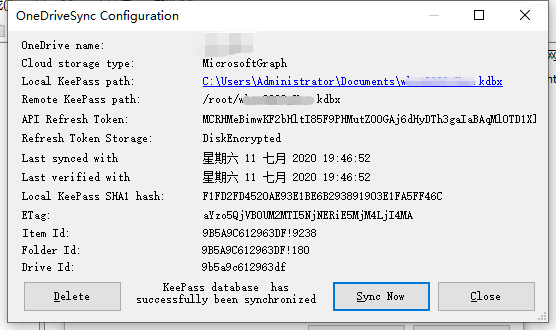 OneDriveSync Configuration
OneDrive name:
Cloud storage type: MicrosoftGraph
Local KeePass path: C:\Users\Administrator\Documents\ kdbx
Remote KeePass path: /root/ kdbx
API Refresh Token: MCRHMeBimwKF2bHltI85F9PHMutZOOGAj6dHyDTh3gaIaBAqMlOTD1X]
Refresh Token Storage: DiskEncrypted
Last synced with 星期六 11 七月 2020 19:46:52
Last verified with 星期六 11 七月 2020 19:46:52
Local KeePass SHA1 hash: F1FD2FD4520AE93E1BE6B293891903E1FA5FF46C
ETag: aYzo5QjVBOUM2MTI5NjNERiE5MjM4LjI4MA
Item Id: 9B5A9C612963DF!9238
Folder Id: 9B5A9C612963DF!180
Drive Id: 9b5a9c612963df
Delete
KeePass database has
successfully been synchronized
Sync Now
Close